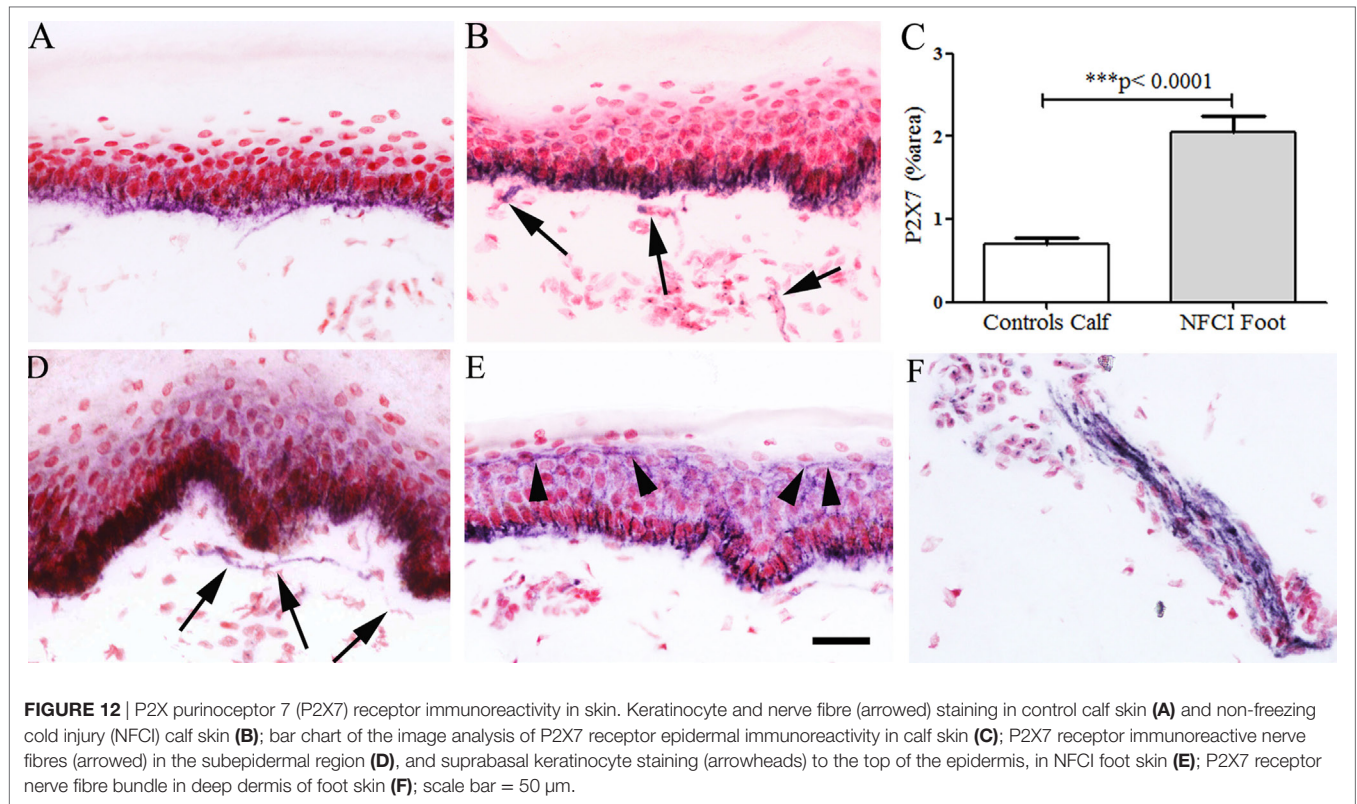 A
B
C
3
***p< 0.0001
2
P2X7 (%area)
1
0
Controls Calf
NFCI Foot
D
E
F
FIGURE 12 | P2X purinoceptor 7 (P2X7) receptor immunoreactivity in skin. Keratinocyte and nerve fibre (arrowed) staining in control calf skin (A) and non-freezing
cold injury (NFCI) calf skin (B); bar chart of the image analysis of P2X7 receptor epidermal immunoreactivity in calf skin (C); P2X7 receptor immunoreactive nerve
fibres (arrowed) in the subepidermal region (D), and suprabasal keratinocyte staining (arrowheads) to the top of the epidermis, in NFCI foot skin (E); P2X7 receptor
nerve fibre bundle in deep dermis of foot skin (F); scale bar = 50 µm.